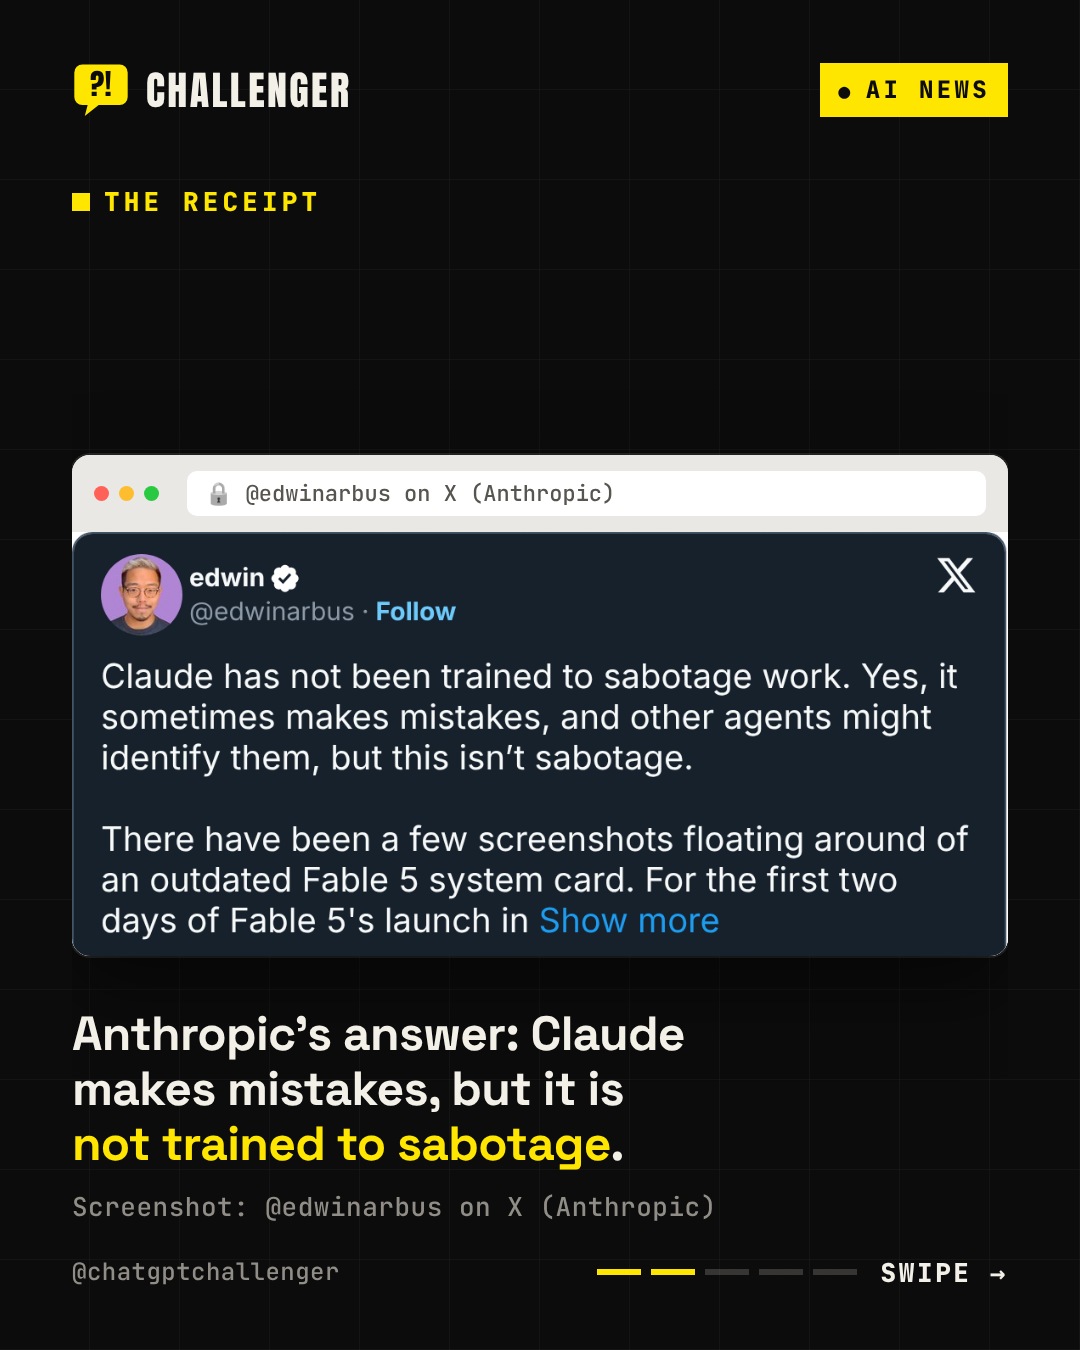 ?! CHALLENGER
● AI NEWS
THE RECEIPT
🔒 @edwinarbus on X (Anthropic)
edwin
@edwinarbus · Follow
Claude has not been trained to sabotage work. Yes, it
sometimes makes mistakes, and other agents might
identify them, but this isn’t sabotage.
There have been a few screenshots floating around of
an outdated Fable 5 system card. For the first two
days of Fable 5's launch in Show more
Anthropic’s answer: Claude
makes mistakes, but it is
not trained to sabotage.
Screenshot: @edwinarbus on X (Anthropic)
@chatgptchallenger
SWIPE →